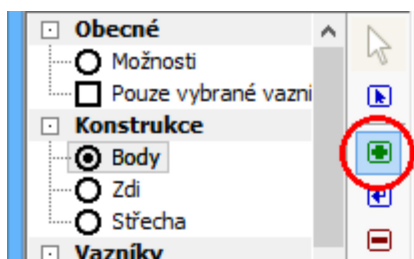 Obecné
Možnosti
Pouze vybrané vazni
Konstrukce
Body
Zdi
Střecha
Vazníky